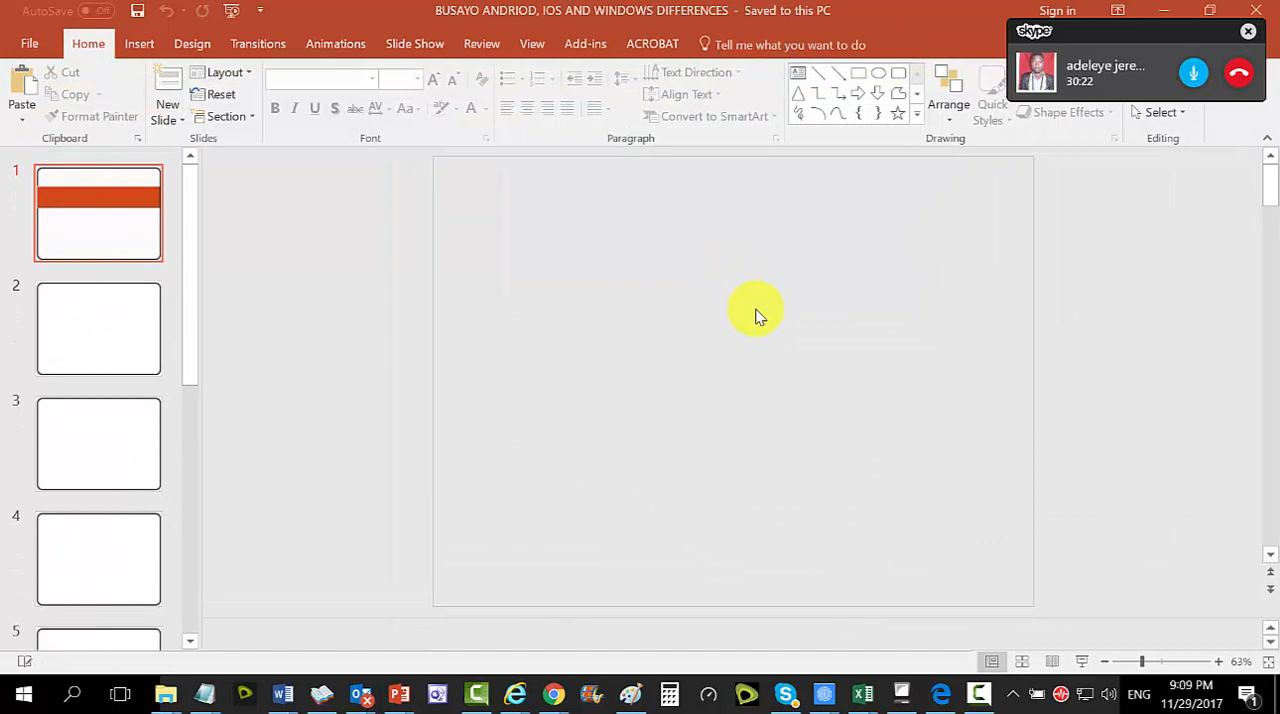 AutoSave Off
BUSAYO ANDRIOD, IOS AND WINDOWS DIFFERENCES - Saved to this PC
Sign in
File Home Insert Design Transitions Animations Slide Show Review View Add-ins ACROBAT Tell me what you want to do
skype
adeleye jere...
30:22
Paste
Cut
Copy
Format Painter
Clipboard
New
Slide
Layout
Reset
Section
Slides
B I U S abc AV Aa A
Font
Text Direction
Align Text
Convert to SmartArt
Paragraph
Arrange
Quick
Styles
Shape Effects
Drawing
Select
Editing
1
2
3
4
5
63%
ENG
9:09 PM
11/29/2017
1